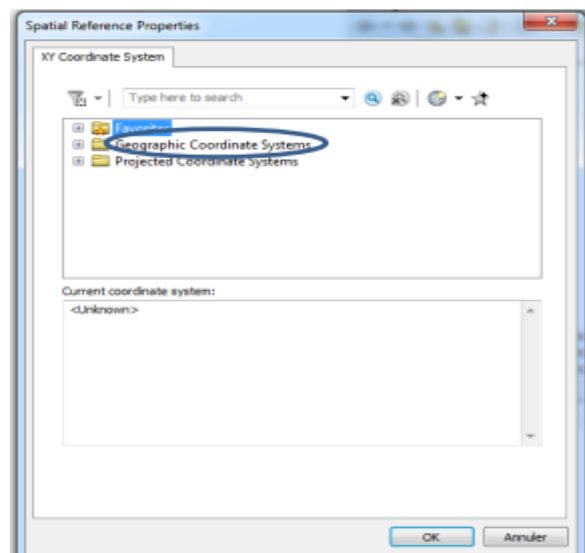 Spatial Reference Properties
XY Coordinate System
Type here to search
Favorites
Geographic Coordinate Systems
Projected Coordinate Systems
Current coordinate system:
<Unknown>
OK Annuler